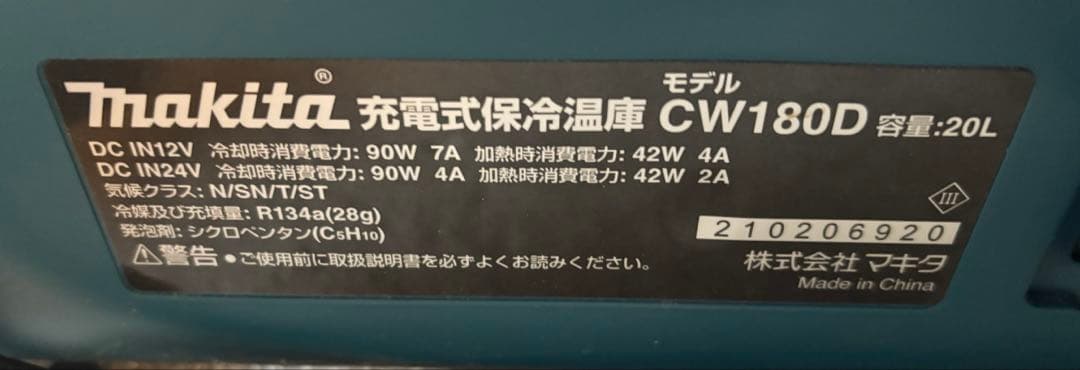 makita® 充電式保冷温庫 モデル CW180D 容量:20L
DC IN12V 冷却時消費電力: 90W 7A 加熱時消費電力: 42W 4A
DC IN24V 冷却時消費電力: 90W 4A 加熱時消費電力: 42W 2A
気候クラス: N/SN/T/ST
冷媒及び充填量: R134a(28g)
発泡剤: シクロペンタン(C5H10)
III
210206920
⚠警告 ●ご使用前に取扱説明書を必ずよくお読みください。
株式会社 マキタ
Made in China